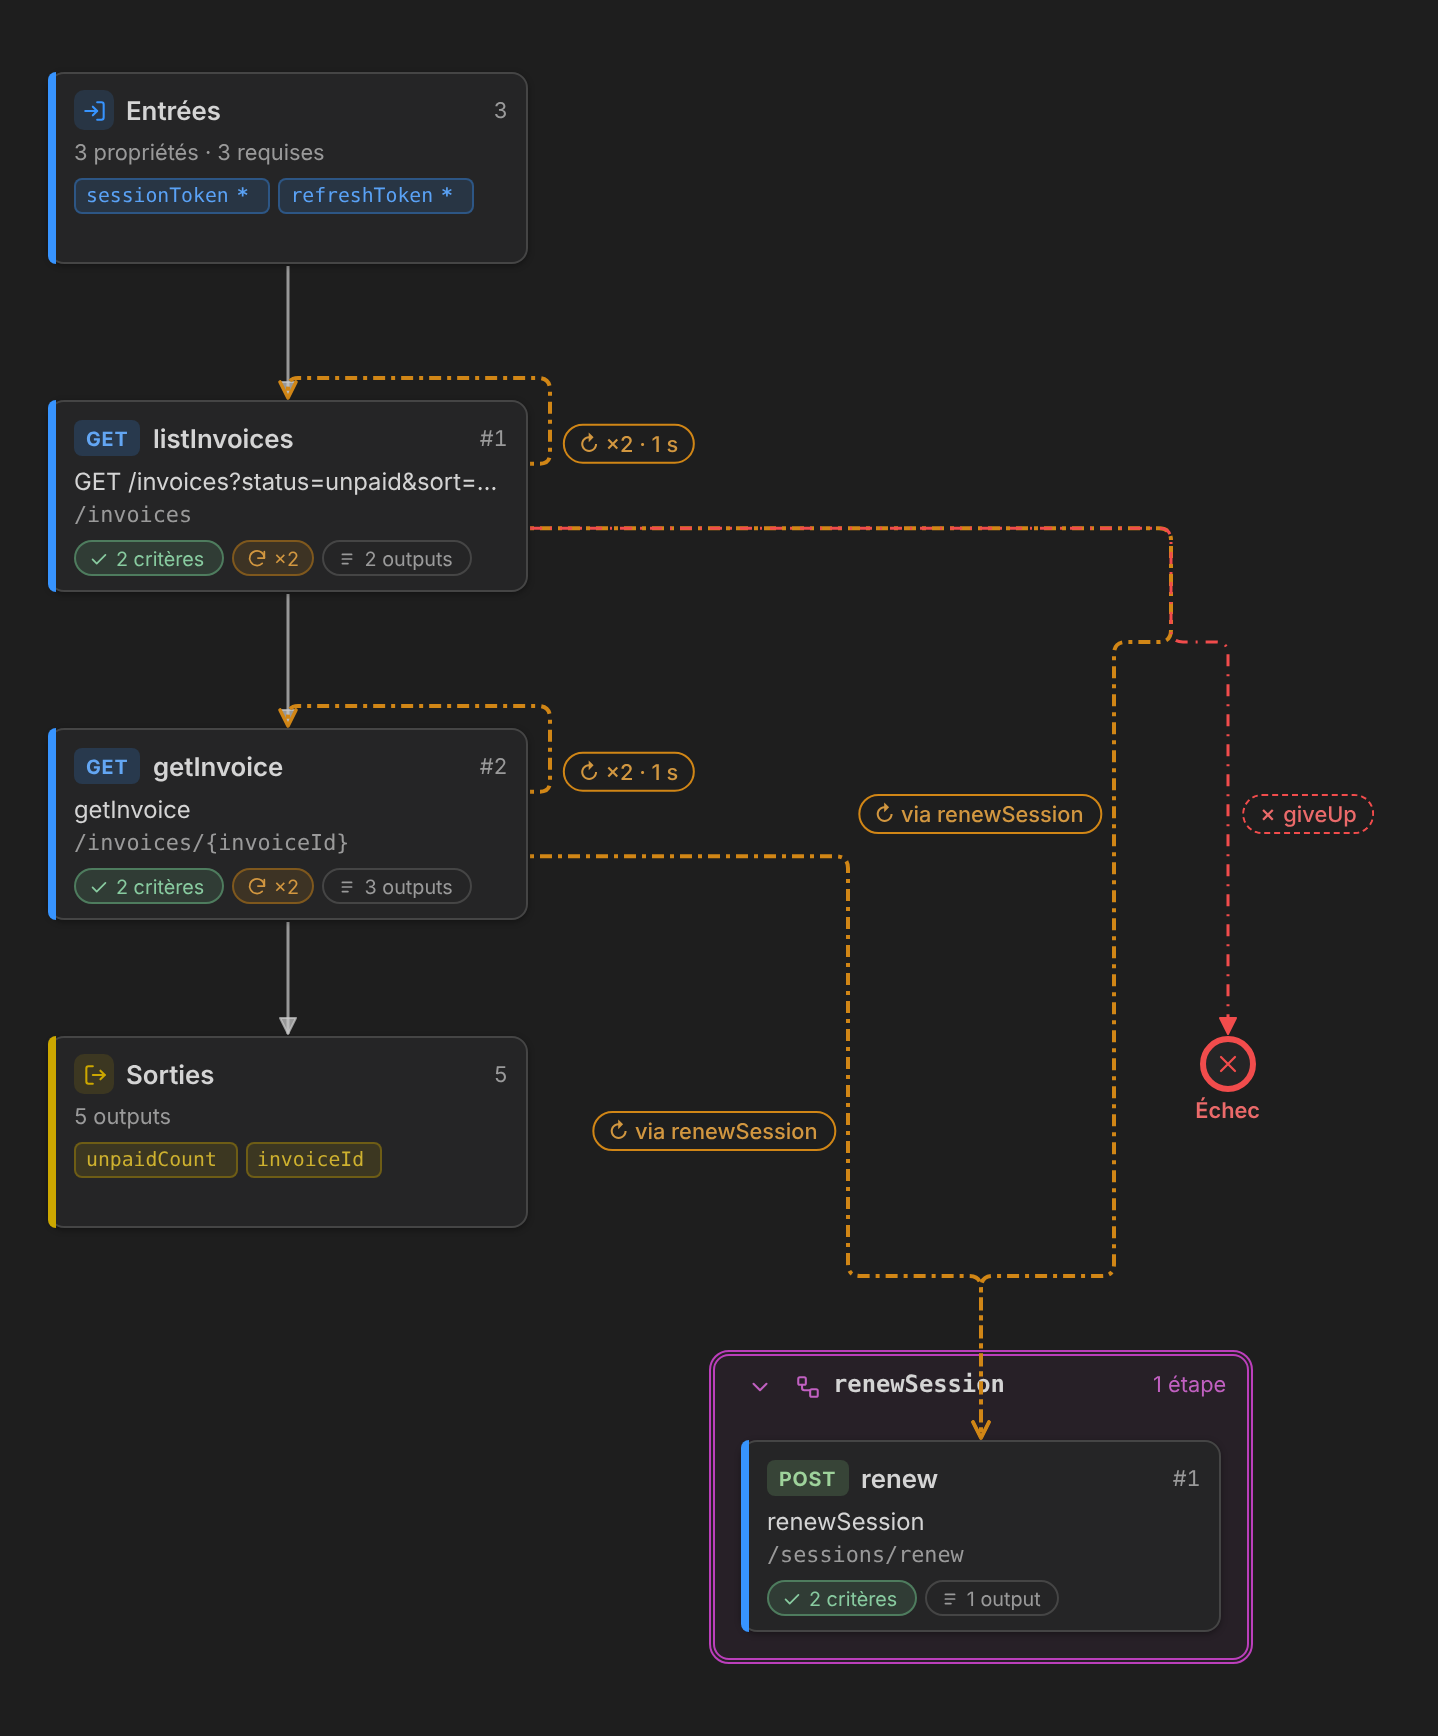 Entrées
3
3 propriétés · 3 requises
sessionToken *
refreshToken *
GET
listInvoices
#1
×2 · 1 s
GET /invoices?status=unpaid&sort=...
/invoices
2 critères
×2
2 outputs
GET
getInvoice
#2
×2 · 1 s
getInvoice
/invoices/{invoiceId}
2 critères
×2
3 outputs
via renewSession
giveUp
Échec
Sorties
5
5 outputs
unpaidCount
invoiceId
via renewSession
renewSession
1 étape
POST
renew
#1
renewSession
/sessions/renew
2 critères
1 output